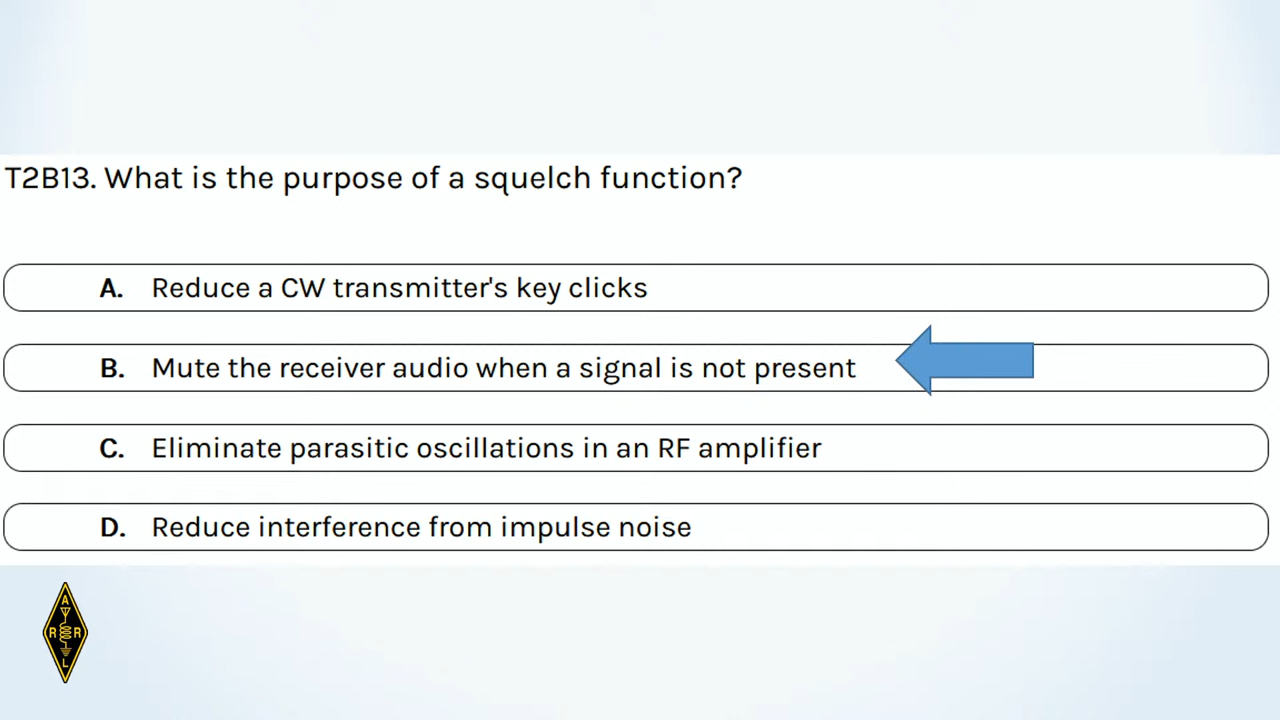 T2B13. What is the purpose of a squelch function?
A. Reduce a CW transmitter's key clicks
B. Mute the receiver audio when a signal is not present
C. Eliminate parasitic oscillations in an RF amplifier
D. Reduce interference from impulse noise
A
R R
L